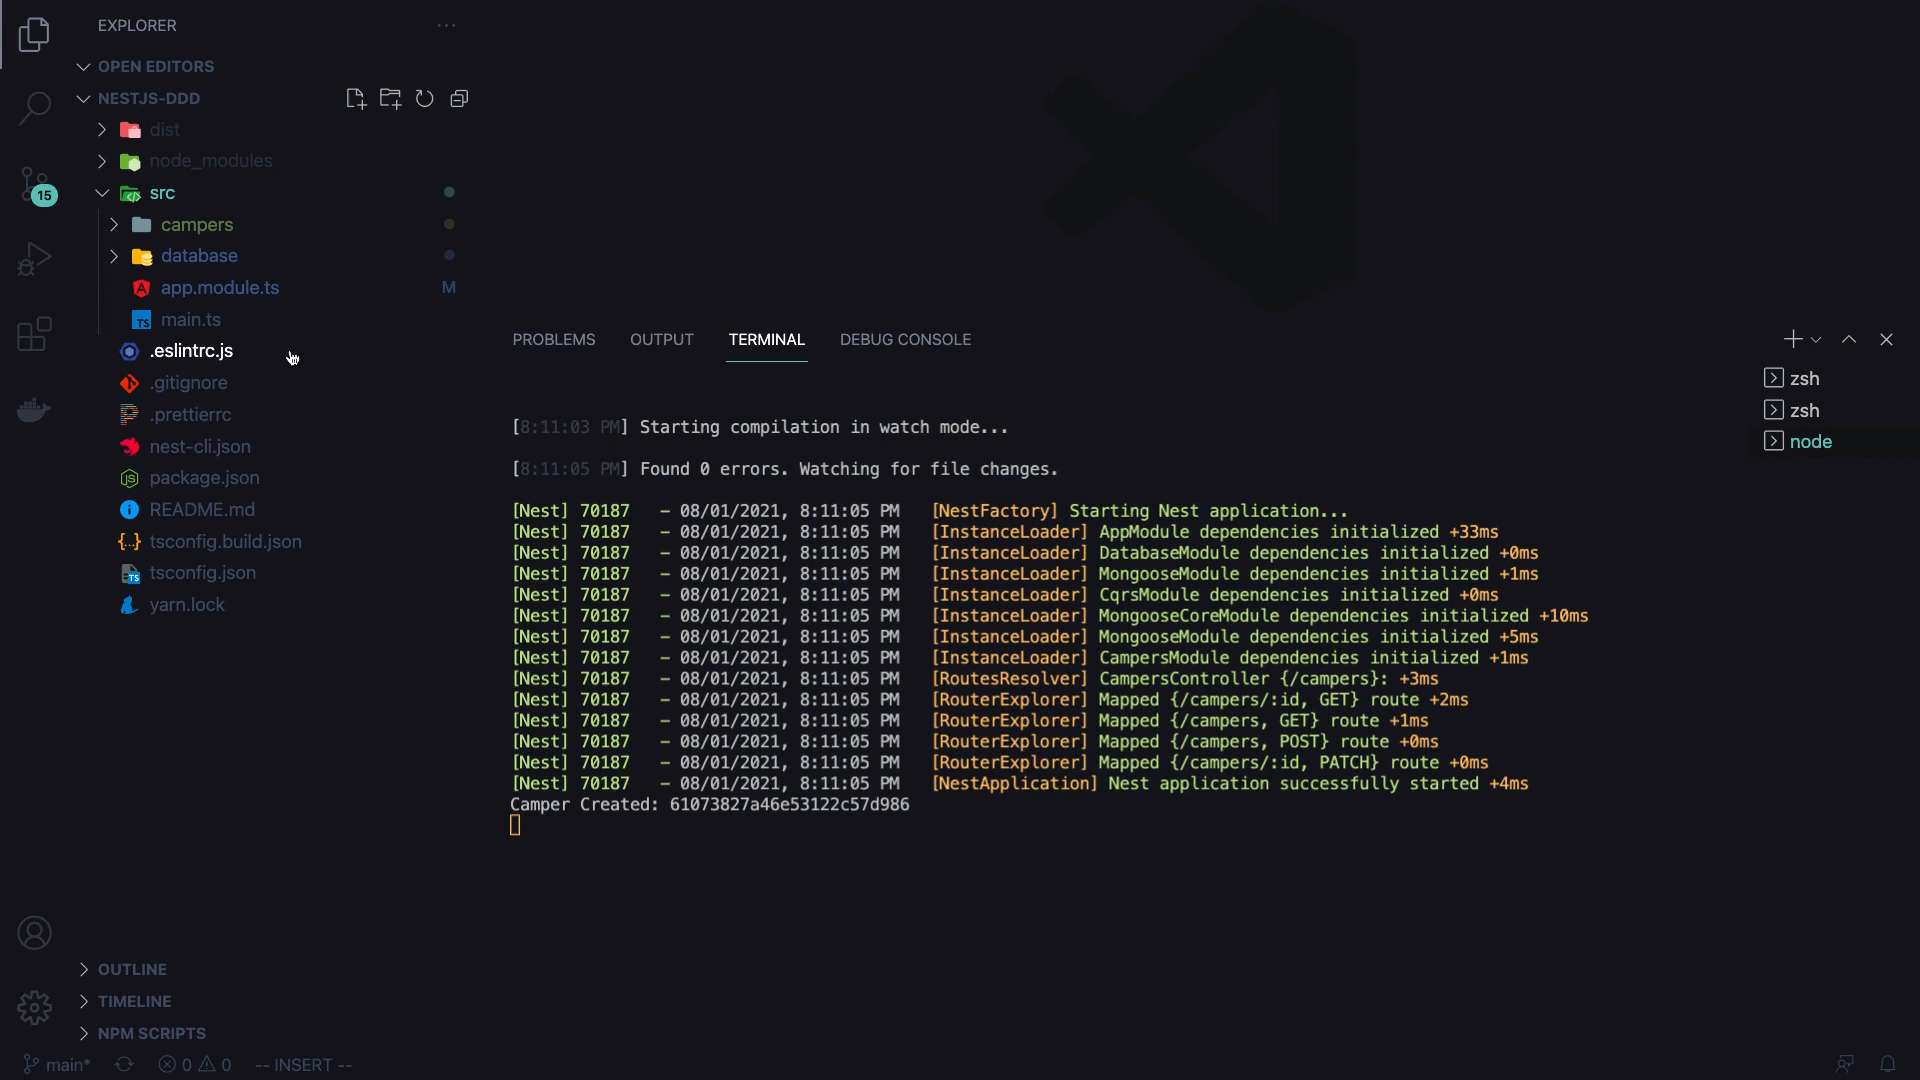 EXPLORER
OPEN EDITORS
NESTJS-DDD
dist
node_modules
src
campers
database
app.module.ts M
main.ts
.eslintrc.js
.gitignore
.prettierrc
nest-cli.json
package.json
README.md
tsconfig.build.json
tsconfig.json
yarn.lock
15
OUTLINE
TIMELINE
NPM SCRIPTS
PROBLEMS OUTPUT TERMINAL DEBUG CONSOLE
zsh
zsh
node
[8:11:03 PM] Starting compilation in watch mode...
[8:11:05 PM] Found 0 errors. Watching for file changes.
[Nest] 70187 - 08/01/2021, 8:11:05 PM [NestFactory] Starting Nest application...
[Nest] 70187 - 08/01/2021, 8:11:05 PM [InstanceLoader] AppModule dependencies initialized +33ms
[Nest] 70187 - 08/01/2021, 8:11:05 PM [InstanceLoader] DatabaseModule dependencies initialized +0ms
[Nest] 70187 - 08/01/2021, 8:11:05 PM [InstanceLoader] MongooseModule dependencies initialized +1ms
[Nest] 70187 - 08/01/2021, 8:11:05 PM [InstanceLoader] CqrsModule dependencies initialized +0ms
[Nest] 70187 - 08/01/2021, 8:11:05 PM [InstanceLoader] MongooseCoreModule dependencies initialized +10ms
[Nest] 70187 - 08/01/2021, 8:11:05 PM [InstanceLoader] MongooseModule dependencies initialized +5ms
[Nest] 70187 - 08/01/2021, 8:11:05 PM [InstanceLoader] CampersModule dependencies initialized +1ms
[Nest] 70187 - 08/01/2021, 8:11:05 PM [RoutesResolver] CampersController {/campers}: +3ms
[Nest] 70187 - 08/01/2021, 8:11:05 PM [RouterExplorer] Mapped {/campers/:id, GET} route +2ms
[Nest] 70187 - 08/01/2021, 8:11:05 PM [RouterExplorer] Mapped {/campers, GET} route +1ms
[Nest] 70187 - 08/01/2021, 8:11:05 PM [RouterExplorer] Mapped {/campers, POST} route +0ms
[Nest] 70187 - 08/01/2021, 8:11:05 PM [RouterExplorer] Mapped {/campers/:id, PATCH} route +0ms
[Nest] 70187 - 08/01/2021, 8:11:05 PM [NestApplication] Nest application successfully started +4ms
Camper Created: 61073827a46e53122c57d986
main* 0 0 -- INSERT --